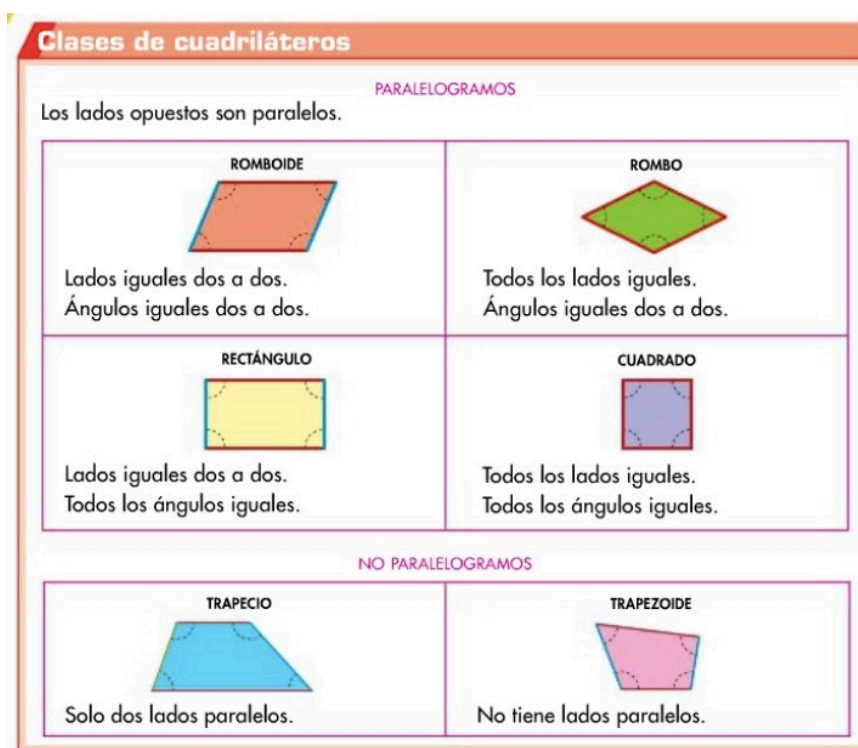 Clases de cuadriláteros
PARALELOGRAMOS
Los lados opuestos son paralelos.
ROMBOIDE
Lados iguales dos a dos.
Ángulos iguales dos a dos.
ROMBO
Todos los lados iguales.
Ángulos iguales dos a dos.
RECTÁNGULO
Lados iguales dos a dos.
Todos los ángulos iguales.
CUADRADO
Todos los lados iguales.
Todos los ángulos iguales.
NO PARALELOGRAMOS
TRAPECIO
Solo dos lados paralelos.
TRAPEZOIDE
No tiene lados paralelos.